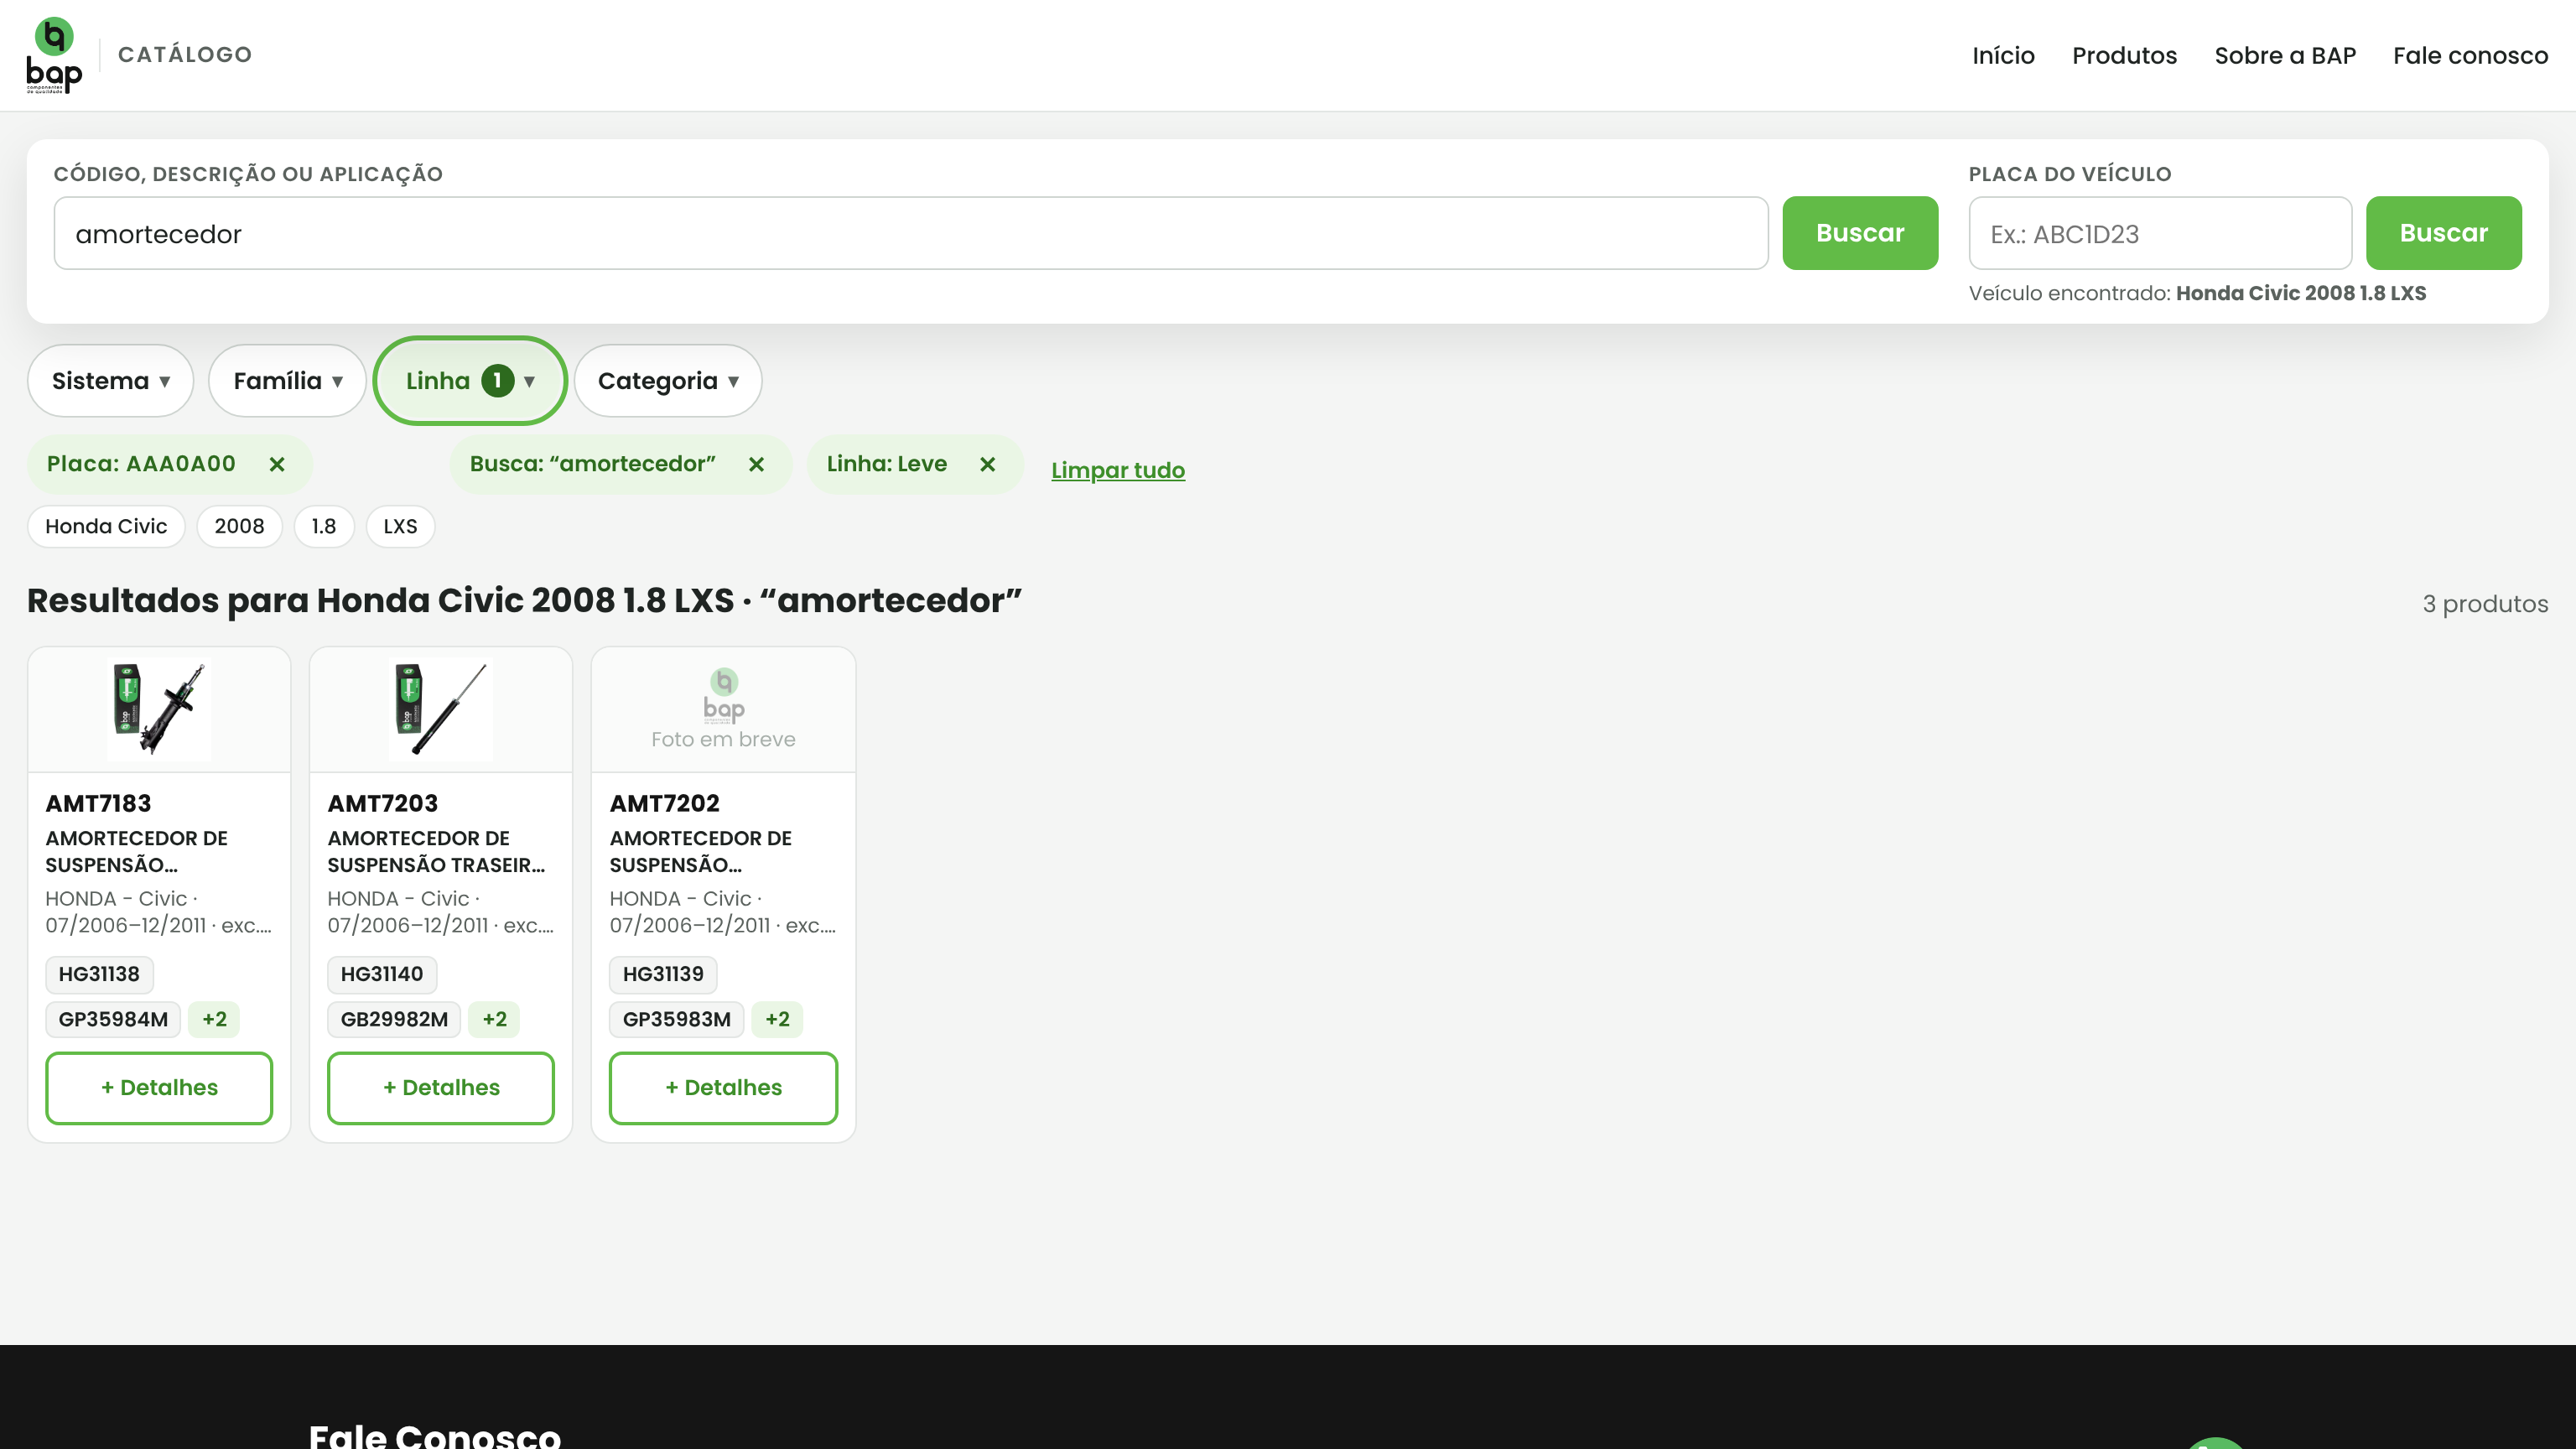 bap
componentes
de qualidade
CATÁLOGO
Início
Produtos
Sobre a BAP
Fale conosco
CÓDIGO, DESCRIÇÃO OU APLICAÇÃO
amortecedor
Buscar
PLACA DO VEÍCULO
Ex.: ABC1D23
Buscar
Veículo encontrado: Honda Civic 2008 1.8 LXS
Sistema ▾
Família ▾
Linha 1 ▾
Categoria ▾
Placa: AAA0A00 ✕
Busca: “amortecedor” ✕
Linha: Leve ✕
Limpar tudo
Honda Civic
2008
1.8
LXS
Resultados para Honda Civic 2008 1.8 LXS · “amortecedor”
3 produtos
AMT7183
AMORTECEDOR DE
SUSPENSÃO...
HONDA - Civic ·
07/2006–12/2011 · exc....
HG31138
GP35984M
+2
+ Detalhes
AMT7203
AMORTECEDOR DE
SUSPENSÃO TRASEIR...
HONDA - Civic ·
07/2006–12/2011 · exc....
HG31140
GB29982M
+2
+ Detalhes
bap
Foto em breve
AMT7202
AMORTECEDOR DE
SUSPENSÃO...
HONDA - Civic ·
07/2006–12/2011 · exc....
HG31139
GP35983M
+2
+ Detalhes
Fale Conosco